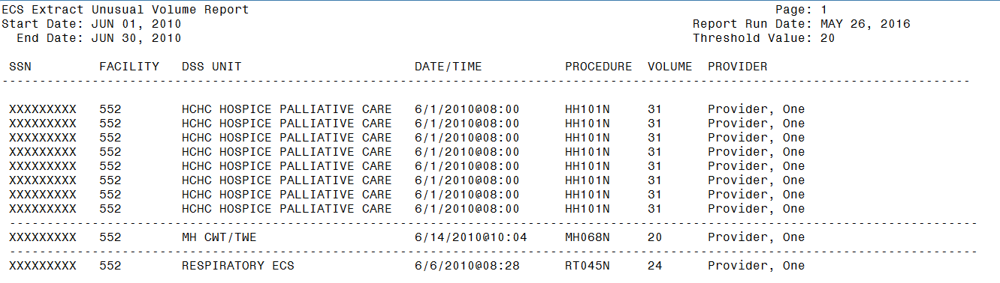 ECS Extract Unusual Volume Report Page: 1
Start Date: JUN 01, 2010 Report Run Date: MAY 26, 2016
End Date: JUN 30, 2010 Threshold Value: 20
SSN FACILITY DSS UNIT DATE/TIME PROCEDURE VOLUME PROVIDER
XXXXXXXXX 552 HCHC HOSPICE PALLIATIVE CARE 6/1/2010@08:00 HH101N 31 Provider, One
XXXXXXXXX 552 HCHC HOSPICE PALLIATIVE CARE 6/1/2010@08:00 HH101N 31 Provider, One
XXXXXXXXX 552 HCHC HOSPICE PALLIATIVE CARE 6/1/2010@08:00 HH101N 31 Provider, One
XXXXXXXXX 552 HCHC HOSPICE PALLIATIVE CARE 6/1/2010@08:00 HH101N 31 Provider, One
XXXXXXXXX 552 HCHC HOSPICE PALLIATIVE CARE 6/1/2010@08:00 HH101N 31 Provider, One
XXXXXXXXX 552 HCHC HOSPICE PALLIATIVE CARE 6/1/2010@08:00 HH101N 31 Provider, One
XXXXXXXXX 552 HCHC HOSPICE PALLIATIVE CARE 6/1/2010@08:00 HH101N 31 Provider, One
XXXXXXXXX 552 HCHC HOSPICE PALLIATIVE CARE 6/1/2010@08:00 HH101N 31 Provider, One
XXXXXXXXX 552 MH CWT/TWE 6/14/2010@10:04 MH068N 20 Provider, One
XXXXXXXXX 552 RESPIRATORY ECS 6/6/2010@08:28 RT045N 24 Provider, One